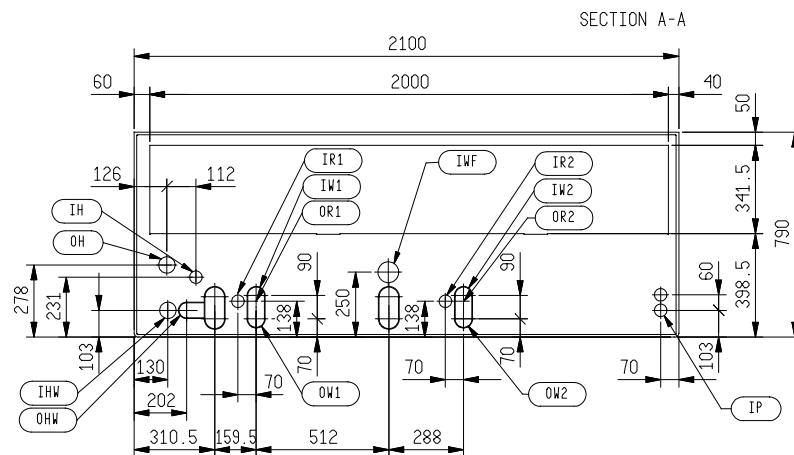 SECTION A-A
2100
60
2000
40
50
126
112
IR1
IW1
OR1
IWF
IR2
IW2
OR2
341.5
790
IH
OH
278
231
103
90
138
250
90
138
398.5
60
130
202
70
70
70
70
103
70
IHW
OHW
OW1
OW2
IP
310.5
159.5
512
288